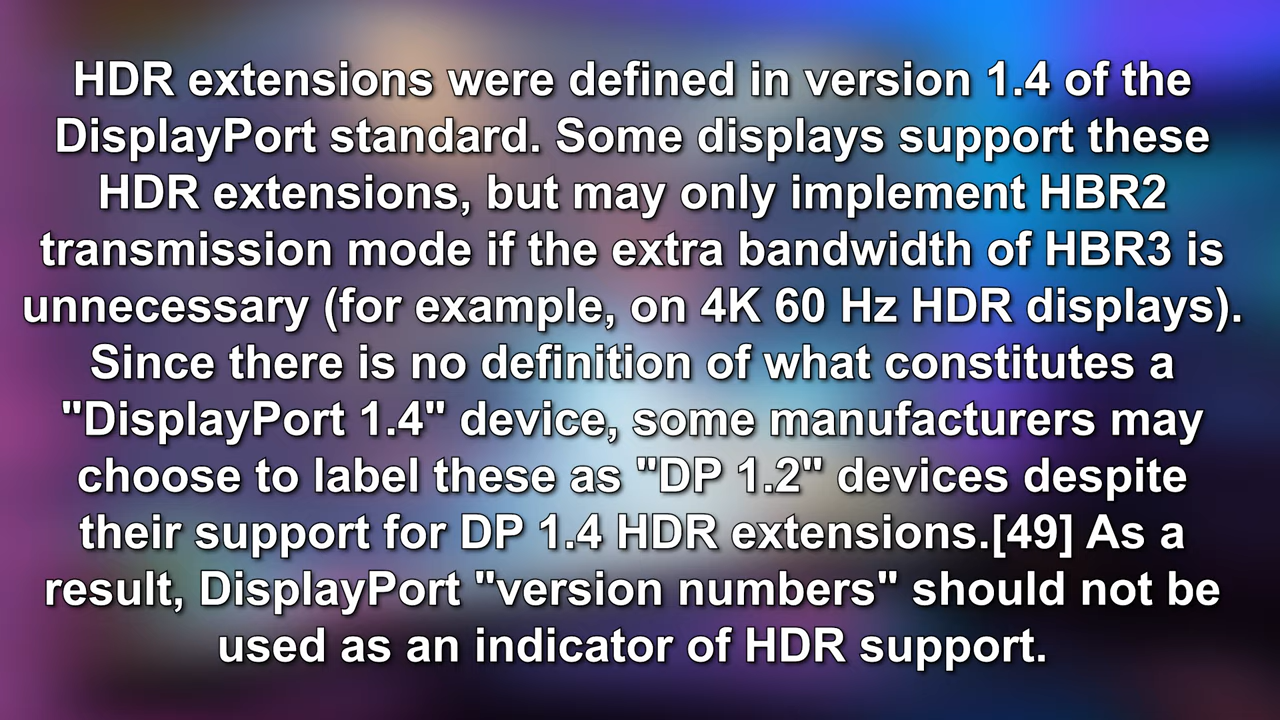 HDR extensions were defined in version 1.4 of the
DisplayPort standard. Some displays support these
HDR extensions, but may only implement HBR2
transmission mode if the extra bandwidth of HBR3 is
unnecessary (for example, on 4K 60 Hz HDR displays).
Since there is no definition of what constitutes a
"DisplayPort 1.4" device, some manufacturers may
choose to label these as "DP 1.2" devices despite
their support for DP 1.4 HDR extensions.[49] As a
result, DisplayPort "version numbers" should not be
used as an indicator of HDR support.